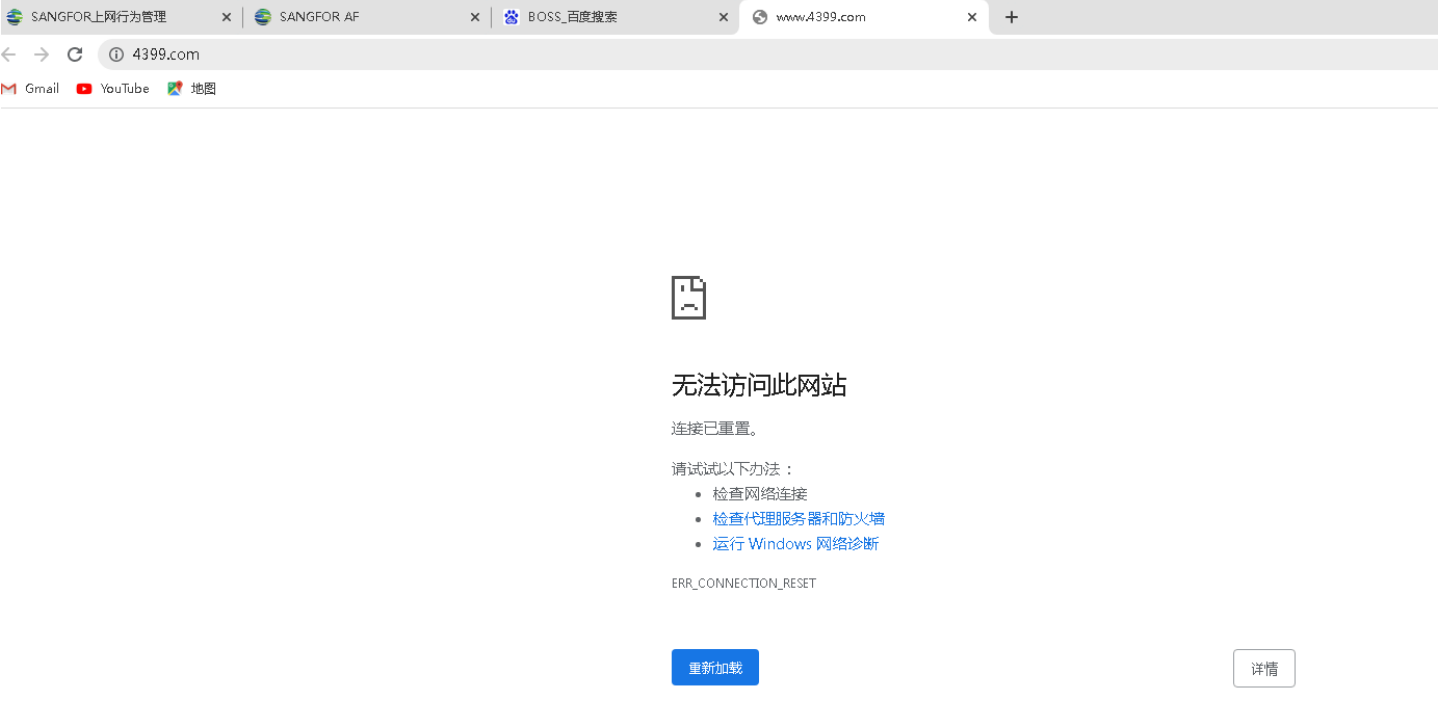 SANGFOR上网行为管理
SANGFOR AF
BOSS_百度搜索
www.4399.com
4399.com
Gmail
YouTube
地图
无法访问此网站
连接已重置。
请试试以下办法：
检查网络连接
检查代理服务器和防火墙
运行 Windows 网络诊断
ERR_CONNECTION_RESET
重新加载
详情